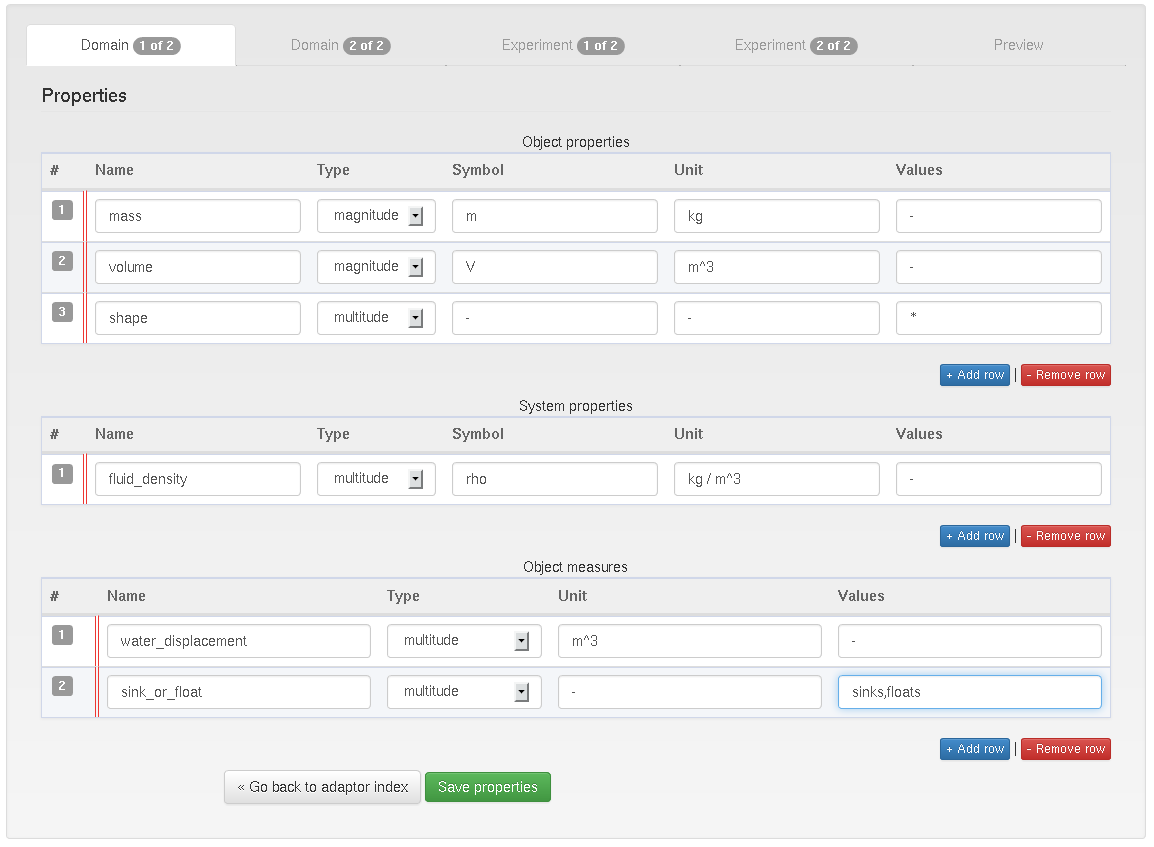 Domain 1 of 2 Domain 2 of 2 Experiment 1 of 2 Experiment 2 of 2 Preview
Properties
Object properties
# Name Type Symbol Unit Values
1 mass magnitude m kg -
2 volume magnitude V m^3 -
3 shape multitude - - *
+ Add row | - Remove row
System properties
# Name Type Symbol Unit Values
1 fluid_density multitude rho kg / m^3 -
+ Add row | - Remove row
Object measures
# Name Type Unit Values
1 water_displacement multitude m^3 -
2 sink_or_float multitude - sinks,floats
+ Add row | - Remove row
« Go back to adaptor index Save properties